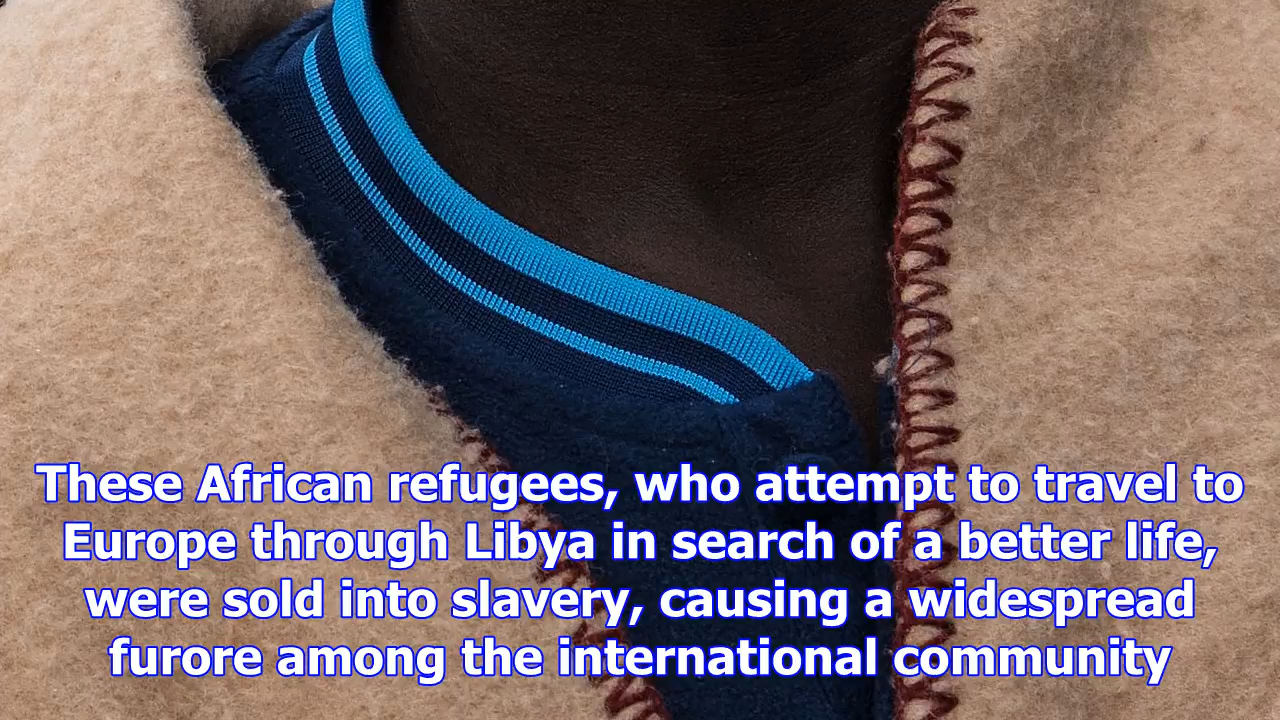 These African refugees, who attempt to travel to
Europe through Libya in search of a better life,
were sold into slavery, causing a widespread
furore among the international community